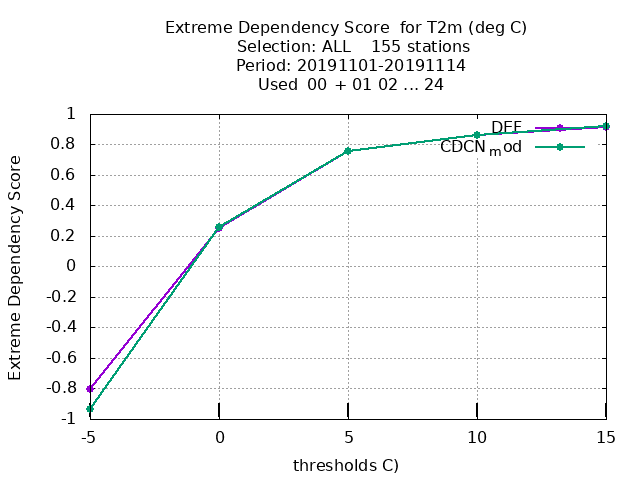 Extreme Dependency Score  for T2m (deg C)
Selection: ALL    155 stations
Period: 20191101-20191114
Used  00 + 01 02 ... 24
1
0.8
0.6
0.4
0.2
0
-0.2
-0.4
-0.6
-0.8
-1
Extreme Dependency Score
DEF
CDCN_mod
-5
0
5
10
15
thresholds C)